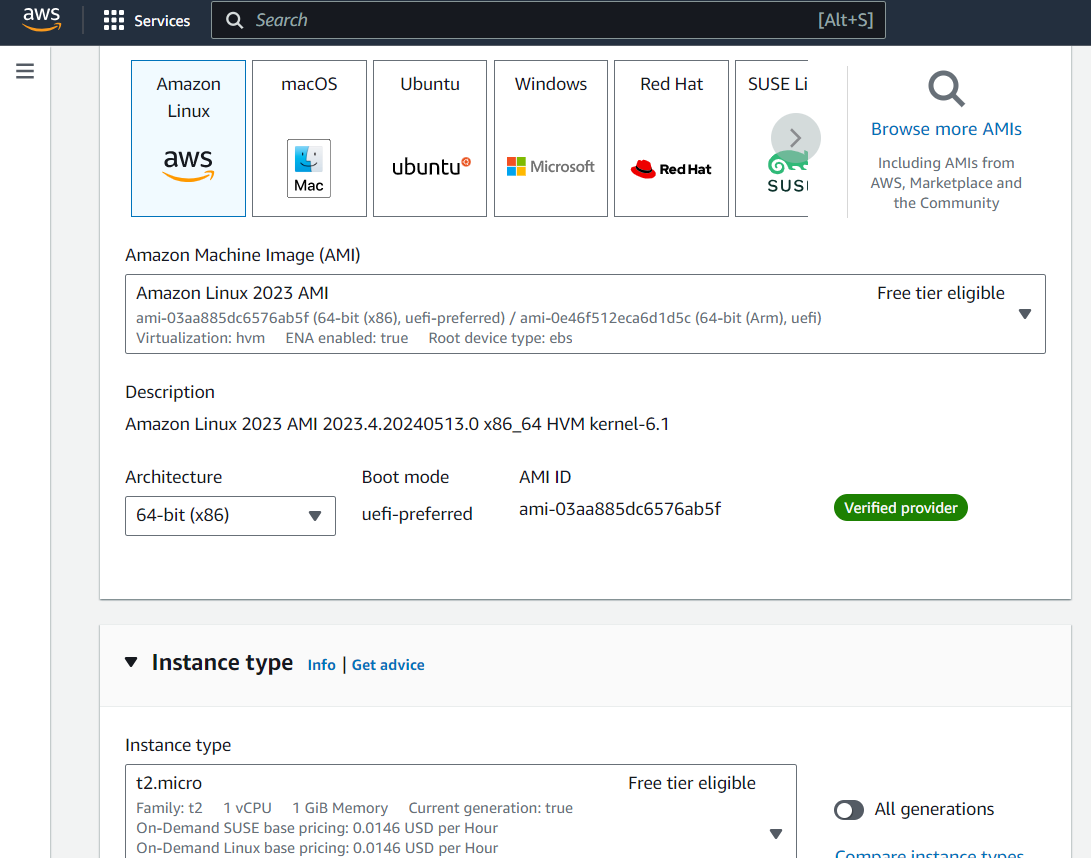 aws
Services
Search
[Alt+S]
Amazon
Linux
aws
macOS
Mac
Ubuntu
ubuntu
Windows
Microsoft
Red Hat
Red Hat
SUSE Li
SUS
Browse more AMIs
Including AMIs from
AWS, Marketplace and
the Community
Amazon Machine Image (AMI)
Amazon Linux 2023 AMI
Free tier eligible
ami-03aa885dc6576ab5f (64-bit (x86), uefi-preferred) / ami-0e46f512eca6d1d5c (64-bit (Arm), uefi)
Virtualization: hvm ENA enabled: true Root device type: ebs
Description
Amazon Linux 2023 AMI 2023.4.20240513.0 x86_64 HVM kernel-6.1
Architecture
Boot mode
AMI ID
64-bit (x86)
uefi-preferred
ami-03aa885dc6576ab5f
Verified provider
Instance type Info | Get advice
Instance type
t2.micro
Free tier eligible
Family: t2 1 vCPU 1 GiB Memory Current generation: true
On-Demand SUSE base pricing: 0.0146 USD per Hour
On-Demand Linux base pricing: 0.0146 USD per Hour
All generations
Compare instance types